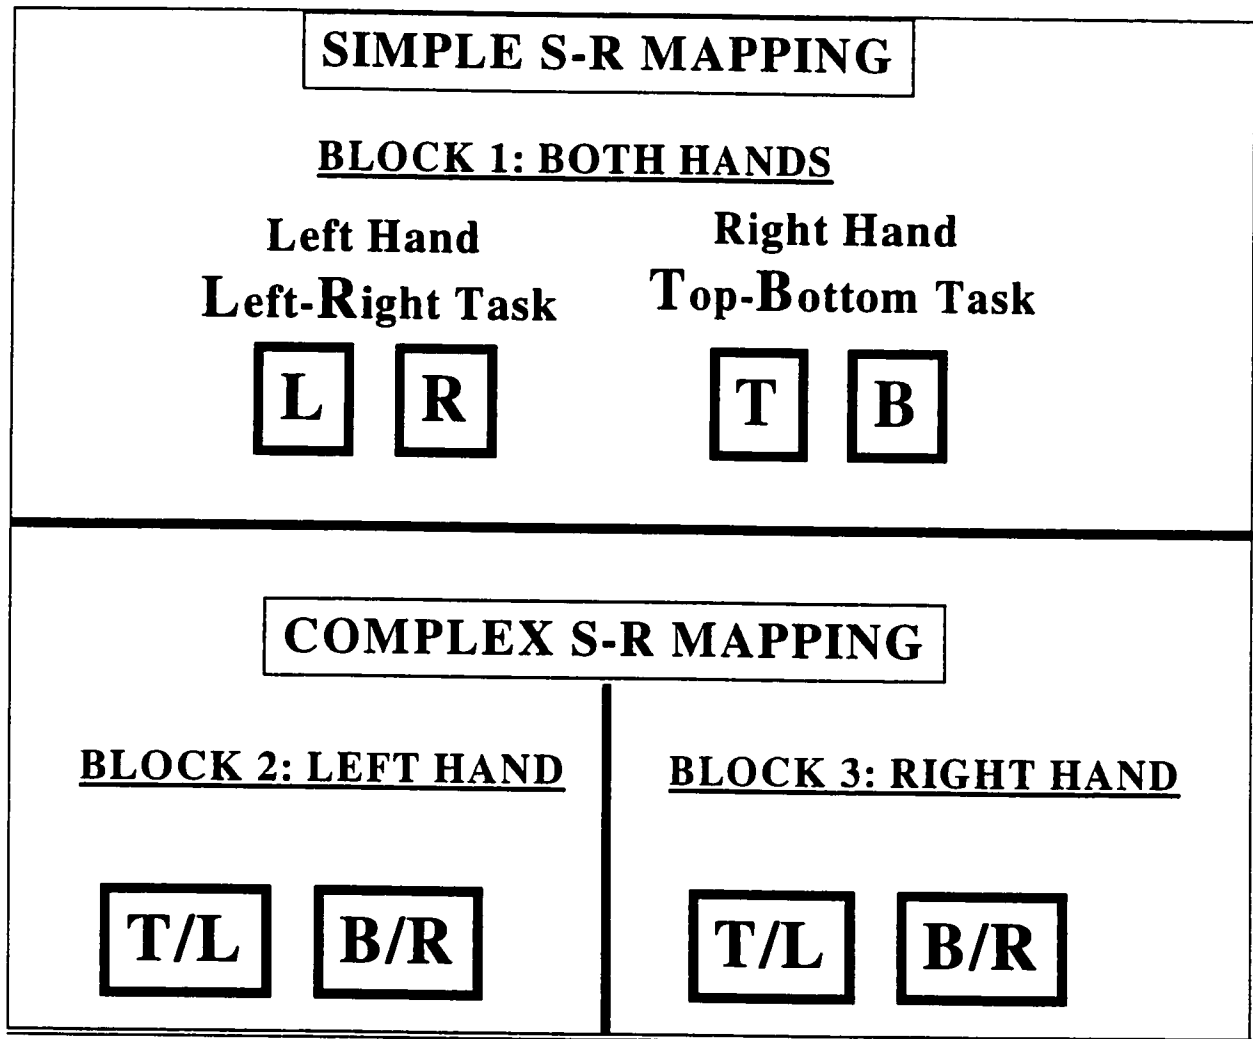 SIMPLE S-R MAPPING
BLOCK 1: BOTH HANDS
Left Hand
Left-Right Task
L R
Right Hand
Top-Bottom Task
T B
COMPLEX S-R MAPPING
BLOCK 2: LEFT HAND
T/L B/R
BLOCK 3: RIGHT HAND
T/L B/R